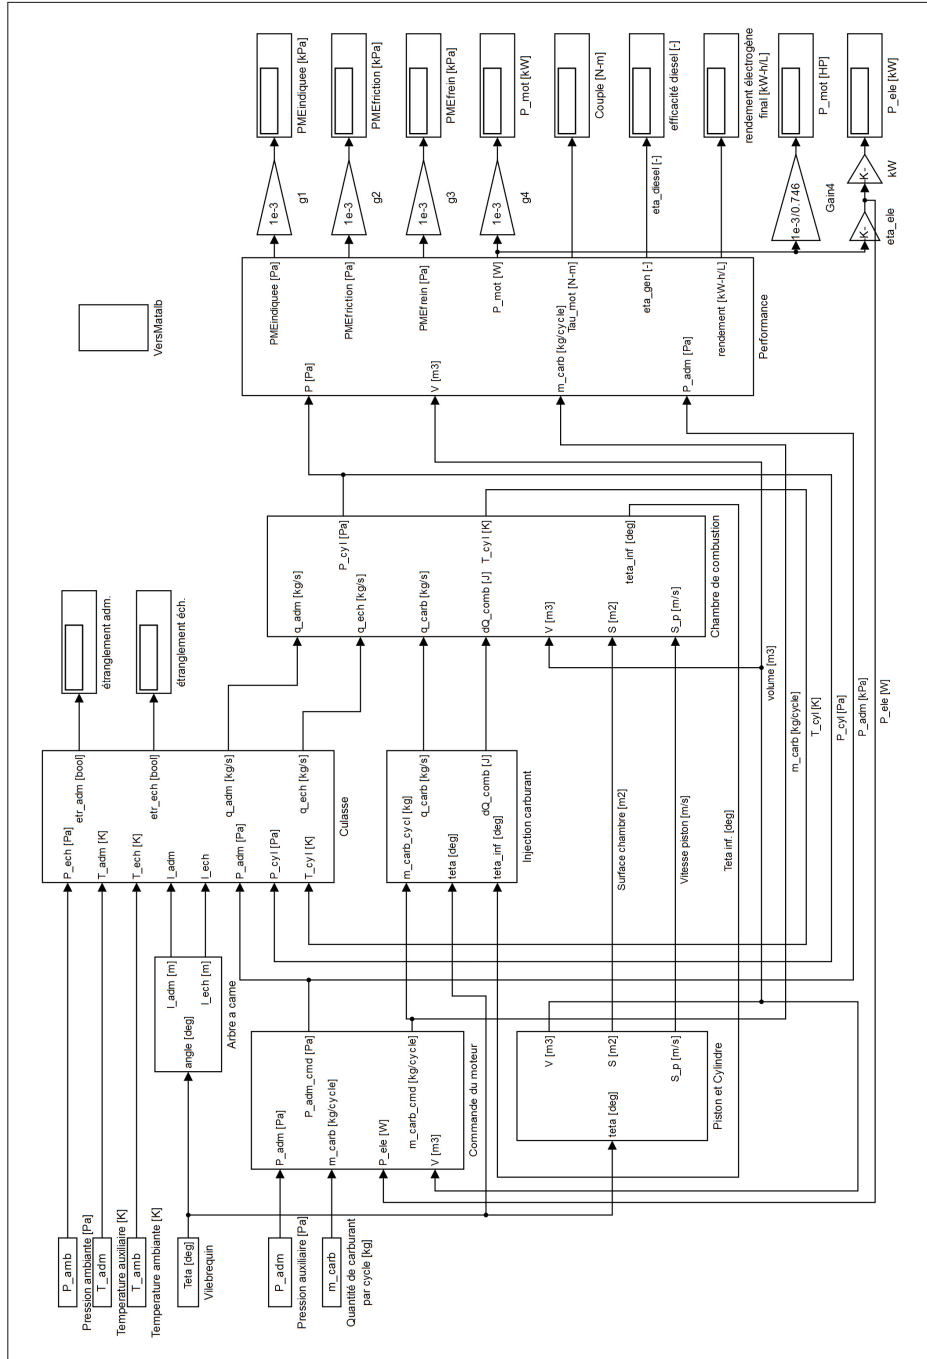 P_amb
Pression ambiante [Pa]
T_adm
Temperature auxiliaire [K]
T_amb
Temperature ambiante [K]
Teta [deg]
Vilebrequin
P_adm
Pression auxiliaire [Pa]
m_carb
Quantité de carburant
par cycle [kg]
angle [deg]
l_adm [m]
l_ech [m]
Arbre a came
P_adm [Pa]
m_carb [kg/cycle]
P_ele [W]
V [m3]
P_adm_cmd [Pa]
m_carb_cmd [kg/cycle]
Commande du moteur
teta [deg]
V [m3]
S [m2]
S_p [m/s]
Piston et Cylindre
P_ech [Pa]
T_adm [K]
T_ech [K]
l_adm
l_ech
P_adm [Pa]
P_cyl [Pa]
T_cyl [K]
etr_adm [bool]
etr_ech [bool]
q_adm [kg/s]
q_ech [kg/s]
Culasse
m_carb_cycl [kg]
teta [deg]
teta_inf [deg]
q_carb [kg/s]
dQ_comb [J]
Injection carburant
étranglement adm.
étranglement éch.
Surface chambre [m2]
Vitesse piston [m/s]
Teta inf. [deg]
volume [m3]
m_carb [kg/cycle]
T_cyl [K]
P_cyl [Pa]
P_adm [kPa]
P_ele [W]
q_adm [kg/s]
q_ech [kg/s]
q_carb [kg/s]
dQ_comb [J]
V [m3]
S [m2]
S_p [m/s]
P_cyl [Pa]
T_cyl [K]
teta_inf [deg]
Chambre de combustion
VersMatalb
P [Pa]
V [m3]
m_carb [kg/cycle]
P_adm [Pa]
PMEindiquee [Pa]
PMEfriction [Pa]
PMEfrein [Pa]
P_mot [W]
Tau_mot [N-m]
eta_gen [-]
rendement [kW-h/L]
Performance
1e-3
g1
1e-3
g2
1e-3
g3
1e-3
g4
eta_diesel [-]
1e-3/0.746
Gain4
-K-
eta_ele
-K-
kW
PMEindiquee [kPa]
PMEfriction [kPa]
PMEfrein [kPa]
P_mot [kW]
Couple [N-m]
efficacité diesel [-]
rendement électrogène
final [kW-h/L]
P_mot [HP]
P_ele [kW]